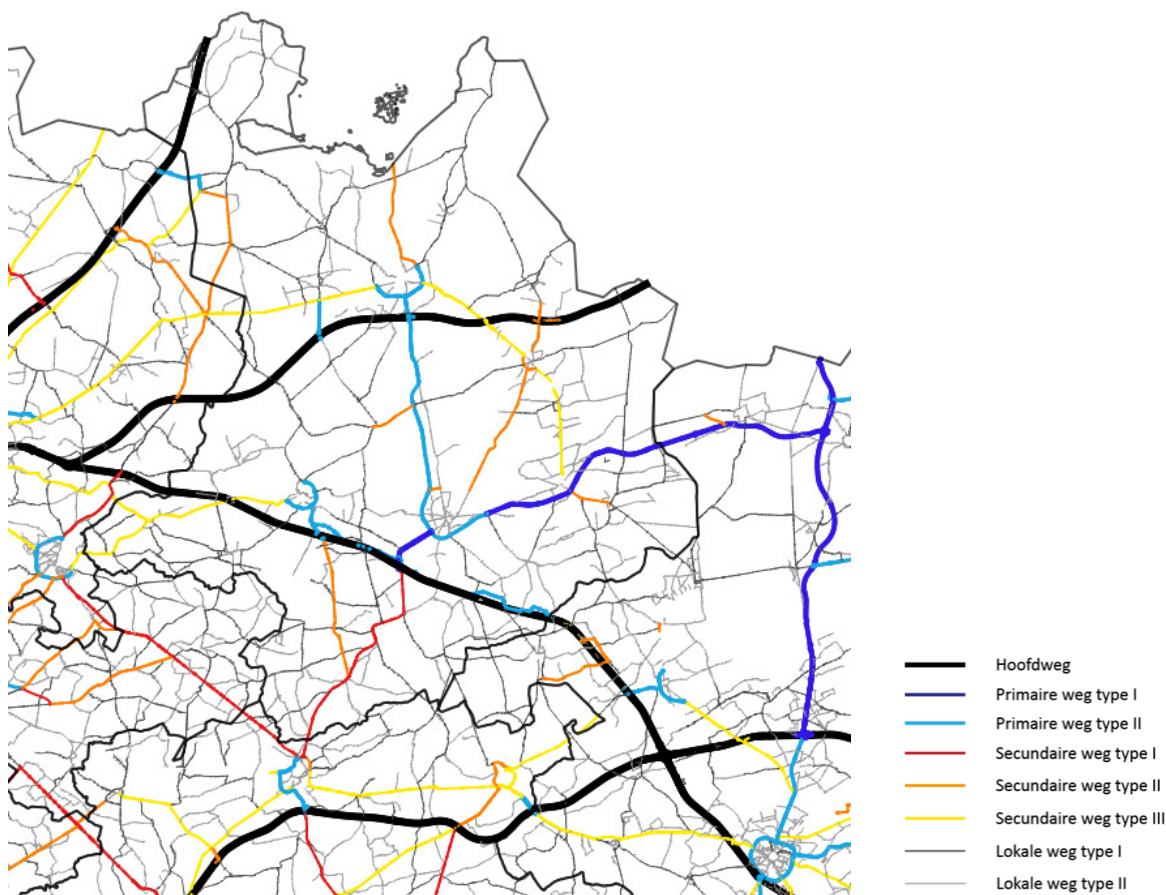 Hoofdweg
Primaire weg type I
Primaire weg type II
Secundaire weg type I
Secundaire weg type II
Secundaire weg type III
Lokale weg type I
Lokale weg type II